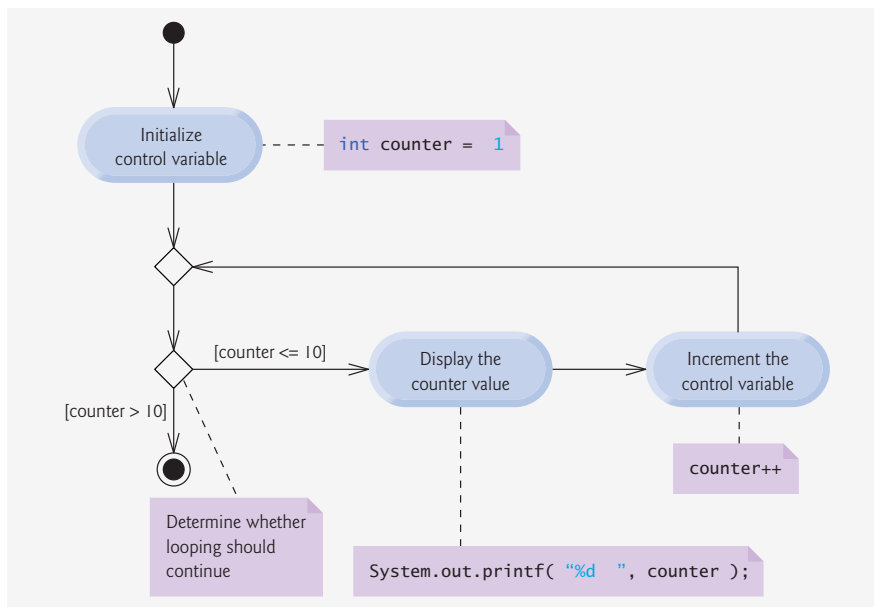 Initialize
control variable
int counter = 1
[counter <= 10]
Display the
counter value
Increment the
control variable
[counter > 10]
counter++
Determine whether
looping should
continue
System.out.printf( “%d  ”, counter );